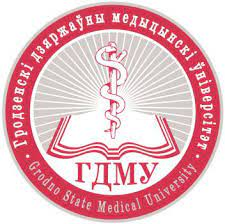 Гродзенскі дзяржаўны медыцынскі ўніверсітэт
ГДМУ
· Grodno State Medical University ·